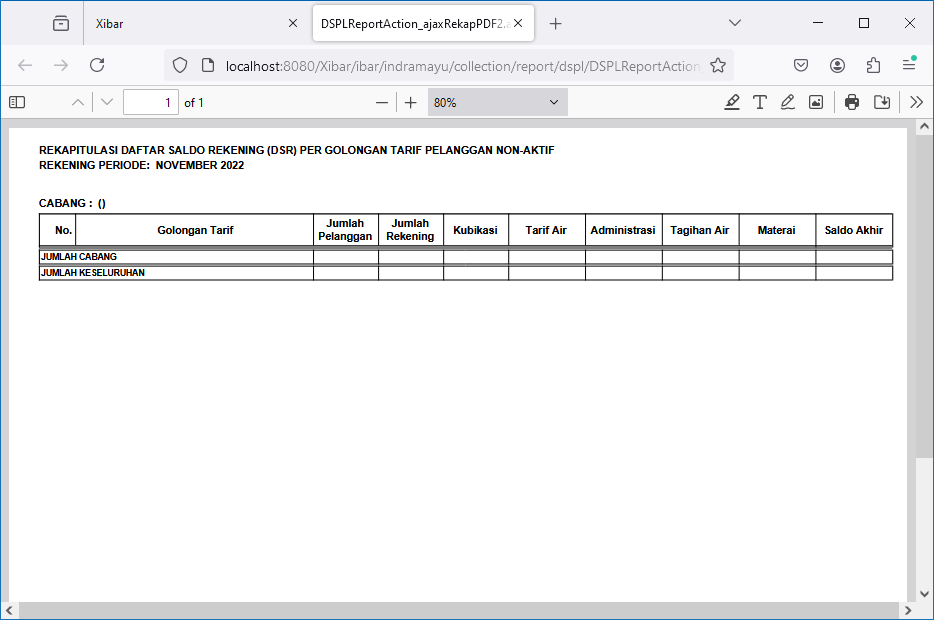 Xibar
DSPLReportAction_ajaxRekapPDF2.a
localhost:8080/Xibar/ibar/indramayu/collection/report/dspl/DSPLReportAction_
1 of 1
80%
REKAPITULASI DAFTAR SALDO REKENING (DSR) PER GOLONGAN TARIF PELANGGAN NON-AKTIF
REKENING PERIODE: NOVEMBER 2022
CABANG : ()
No. Golongan Tarif Jumlah Pelanggan Jumlah Rekening Kubikasi Tarif Air Administrasi Tagihan Air Materai Saldo Akhir
JUMLAH CABANG
JUMLAH KESELURUHAN